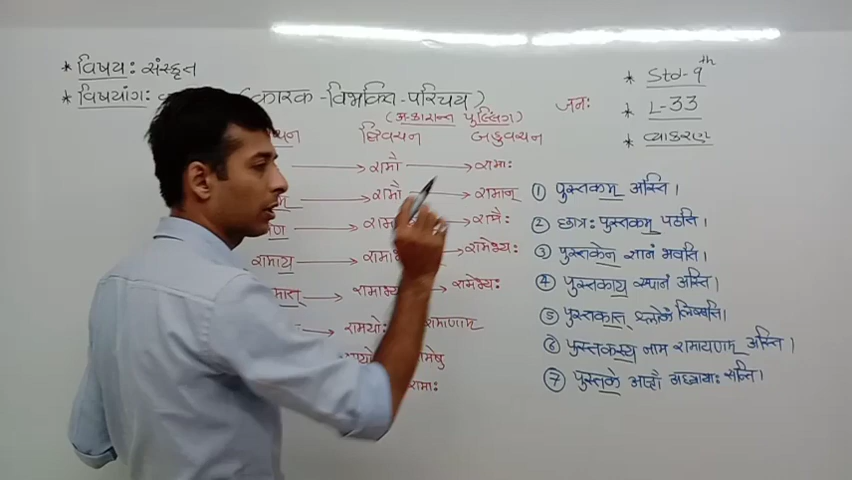 * विषय: संस्कृत
* विषयांग: (कारक-विभक्ति-परिचय)
(अ-कारान्त पुल्लिंग)
द्विवचन बहुवचन
→ रामौ → रामाः
→ रामौ → रामान्
→ → रामैः
रामाय → → रामेभ्यः
→ रामाभ्य → रामेभ्यः
→ रामयोः रामाणाम्
जनः
* Std-9th
* L-33
* व्याकरण
① पुस्तकम् अस्ति।
② छात्रः पुस्तकम् पठति।
③ पुस्तकेन ज्ञानं भवति।
④ पुस्तकाय स्थानं अस्ति।
⑤ पुस्तकात् श्लोकं लिखति।
⑥ पुस्तकस्य नाम रामायणम् अस्ति।
⑦ पुस्तके अष्टौ अध्यायाः सन्ति।